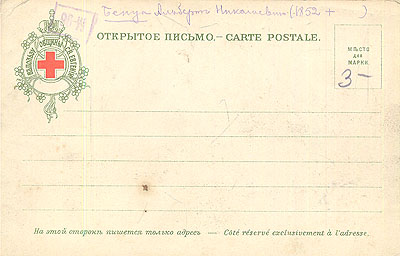 Бенуа Альберт Николаевич (1852 + )
ОТКРЫТОЕ ПИСЬМО.— CARTE POSTALE.
МѢСТО
ДЛЯ
МАРКИ.
3-
На этой сторонѣ пишется только адресъ — Côté réservé exclusivement à l'adresse.